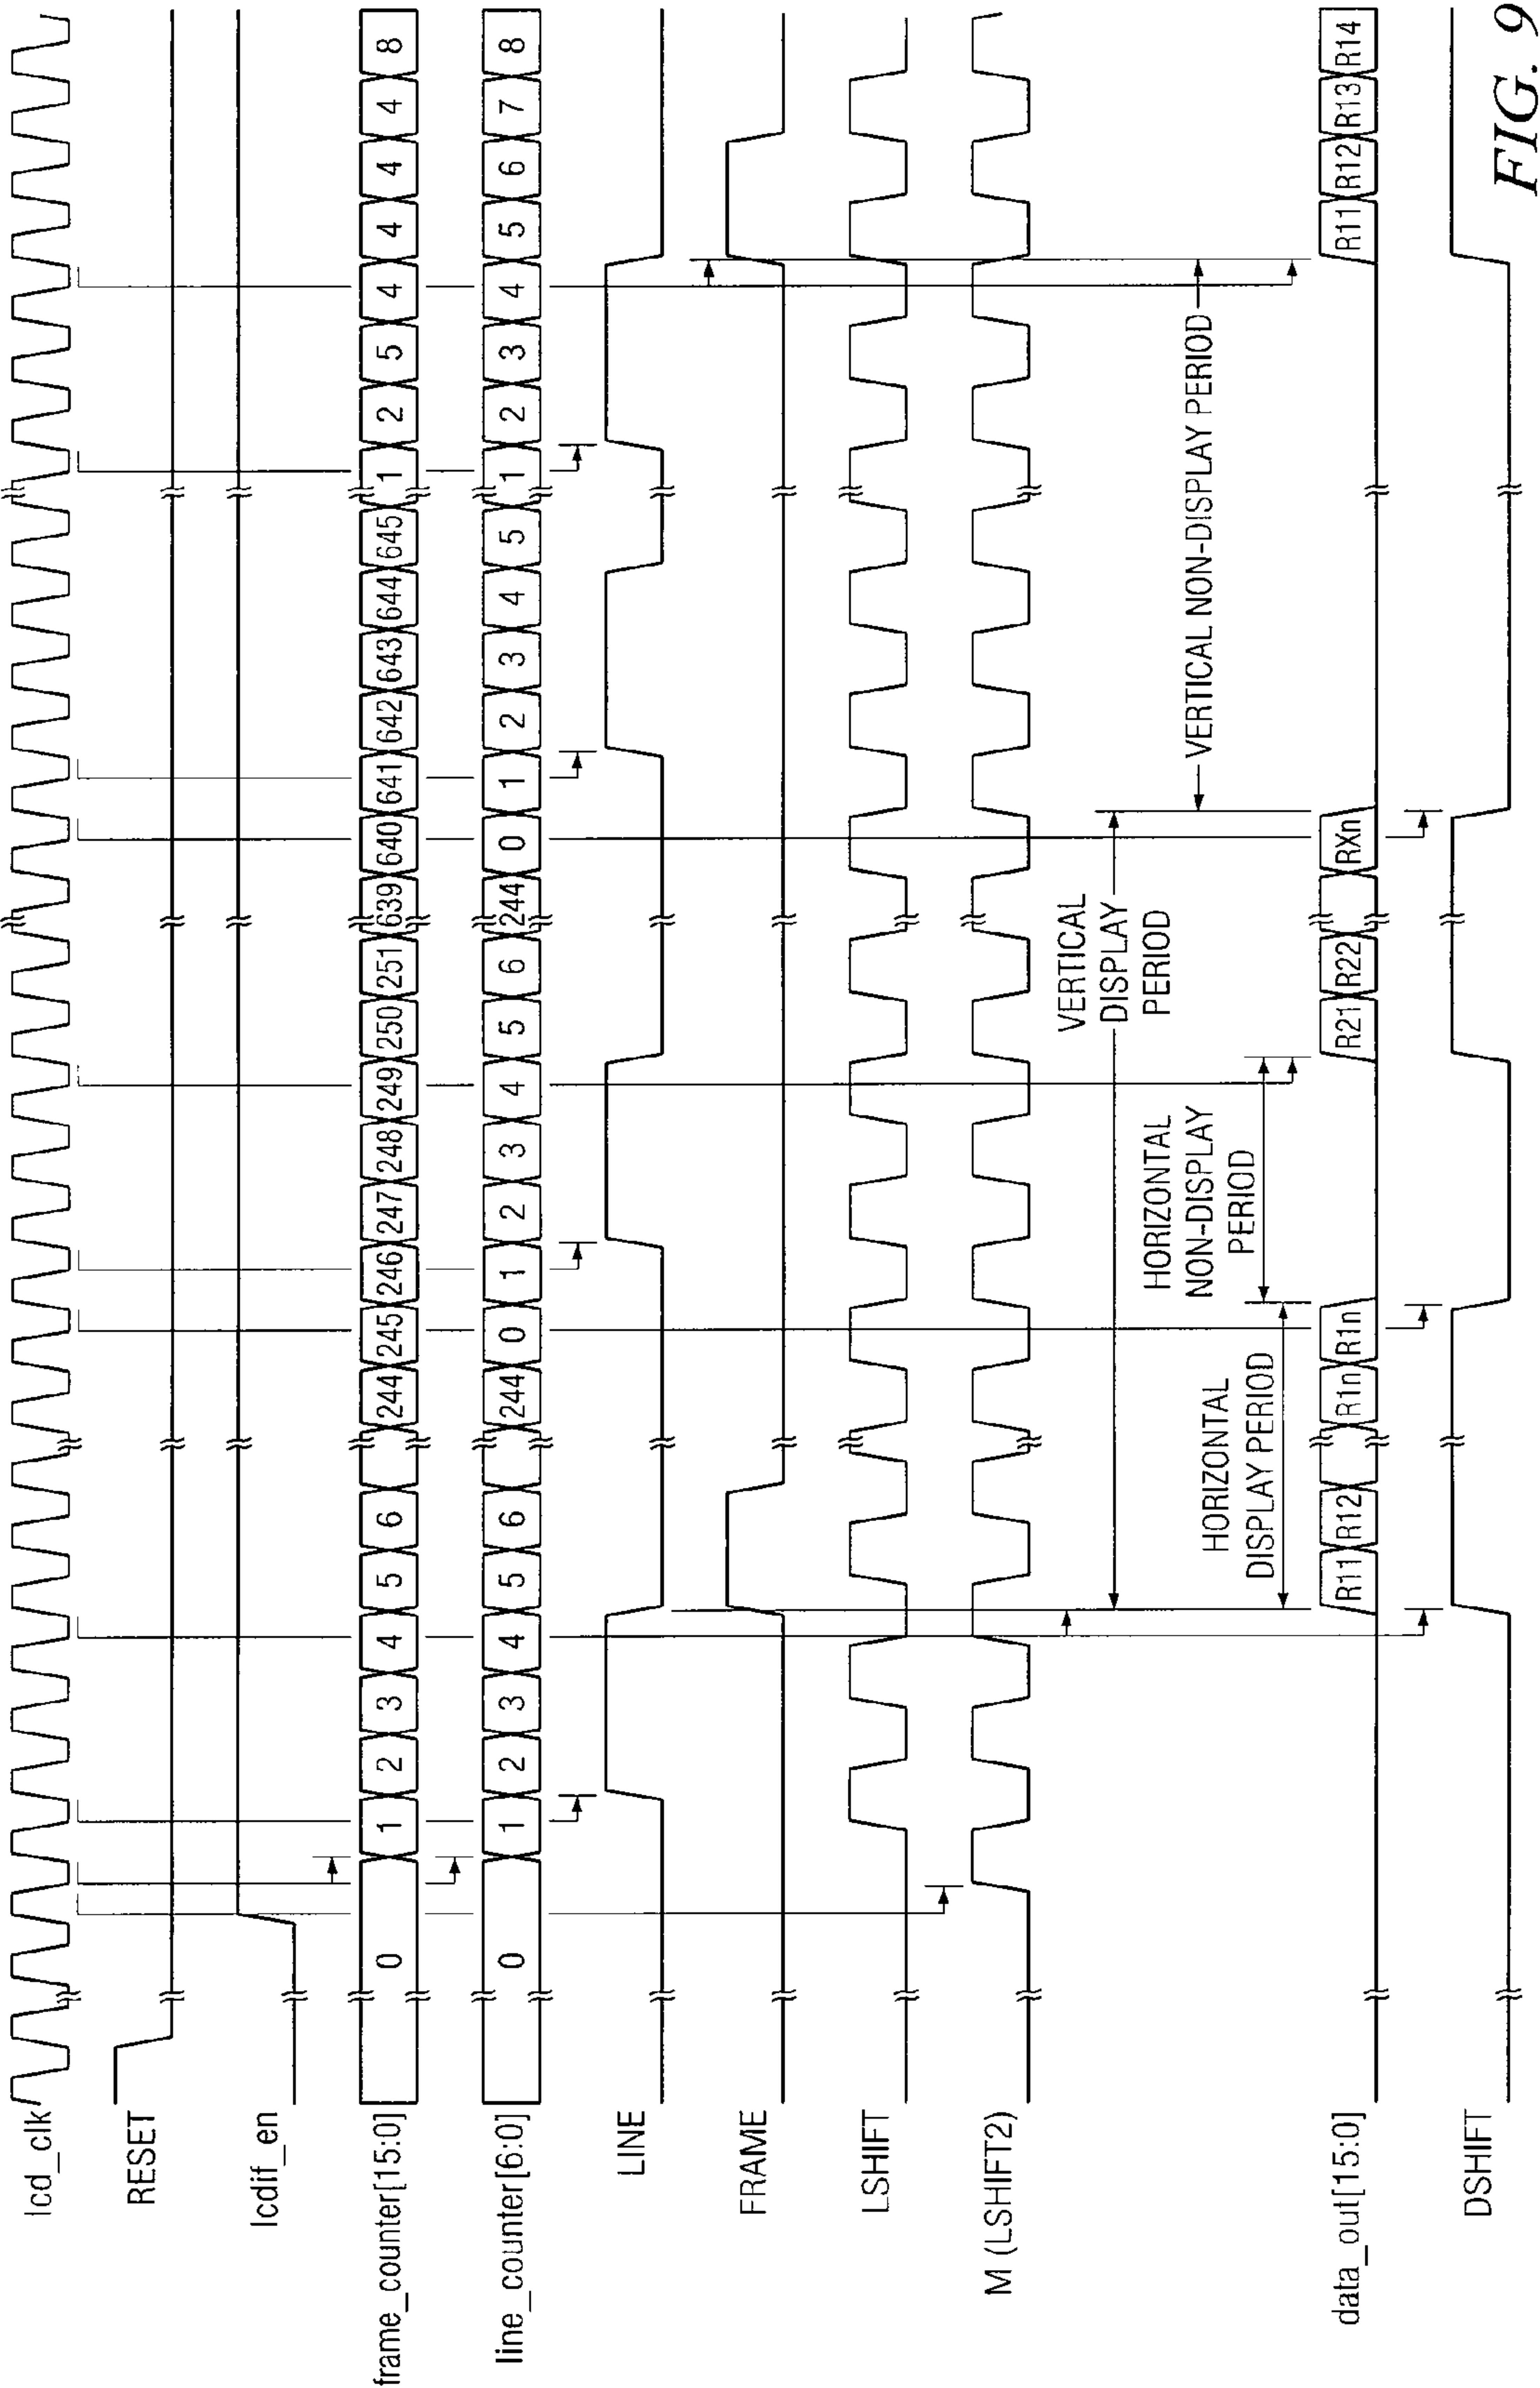 lcd_clk
RESET
lcdif_en
frame_counter[15:0] 0 1 2 3 4 5 6 244 245 246 247 248 249 250 251 639 640 641 642 643 644 645 1 2 5 4 4 4 4 8
line_counter[6:0] 0 1 2 3 4 5 6 244 0 1 2 3 4 5 6 244 0 1 2 3 4 5 1 2 3 4 5 6 7 8
LINE
FRAME
LSHIFT
M (LSHIFT2)
VERTICAL
DISPLAY
PERIOD
HORIZONTAL
NON-DISPLAY
PERIOD
VERTICAL NON-DISPLAY PERIOD
HORIZONTAL
DISPLAY PERIOD
data_out[15:0] R11 R12 R1n R1n R21 R22 RXn R11 R12 R13 R14
DSHIFT
FIG. 9